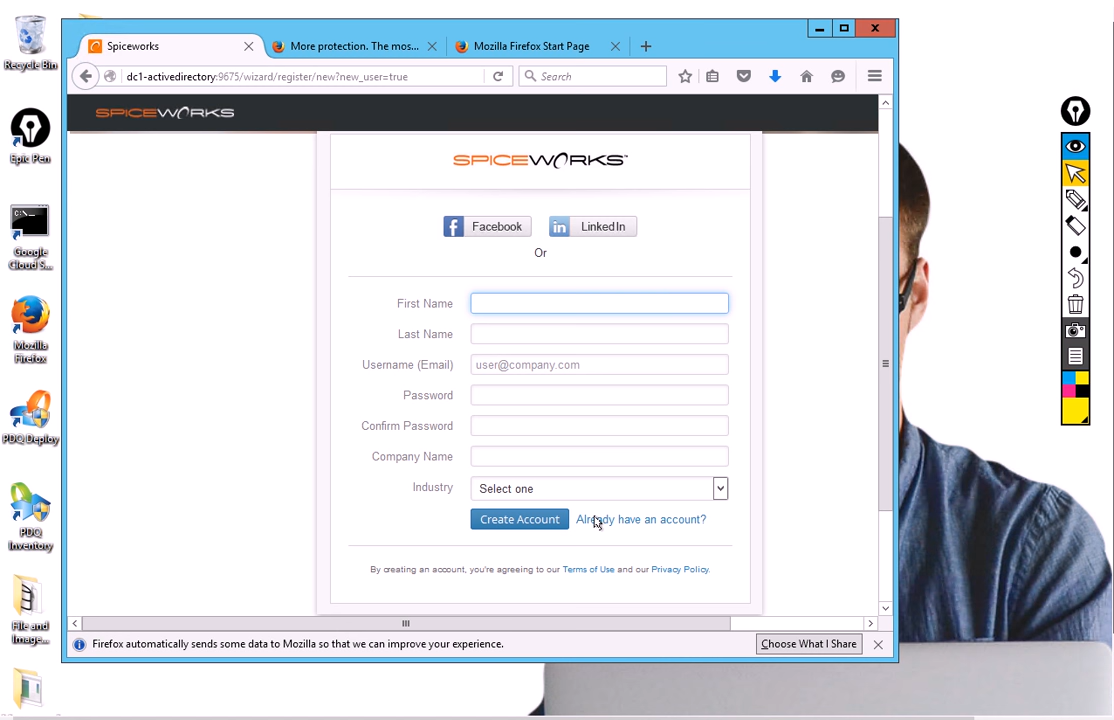 Recycle Bin
Epic Pen
Google
Cloud S...
Mozilla
Firefox
PDQ Deploy
PDQ
Inventory
File and
Image...
Spiceworks
More protection. The mos...
Mozilla Firefox Start Page
dc1-activedirectory:9675/wizard/register/new?new_user=true
Search
SPICEWORKS
SPICEWORKS™
f Facebook
in LinkedIn
Or
First Name
Last Name
Username (Email) user@company.com
Password
Confirm Password
Company Name
Industry Select one
Create Account Already have an account?
By creating an account, you're agreeing to our Terms of Use and our Privacy Policy.
Firefox automatically sends some data to Mozilla so that we can improve your experience.
Choose What I Share